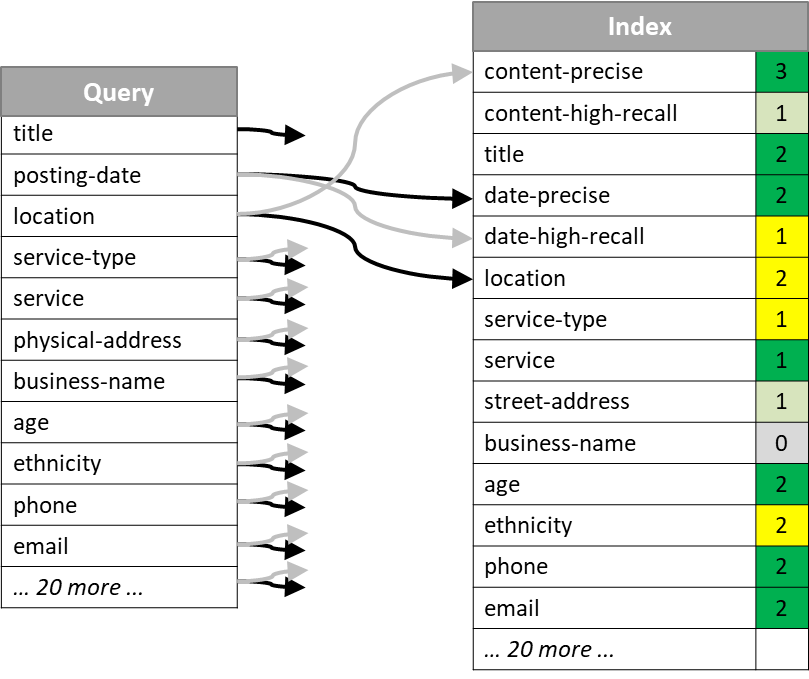 Query
title
posting-date
location
service-type
service
physical-address
business-name
age
ethnicity
phone
email
... 20 more ...
Index
content-precise 3
content-high-recall 1
title 2
date-precise 2
date-high-recall 1
location 2
service-type 1
service 1
street-address 1
business-name 0
age 2
ethnicity 2
phone 2
email 2
... 20 more ...